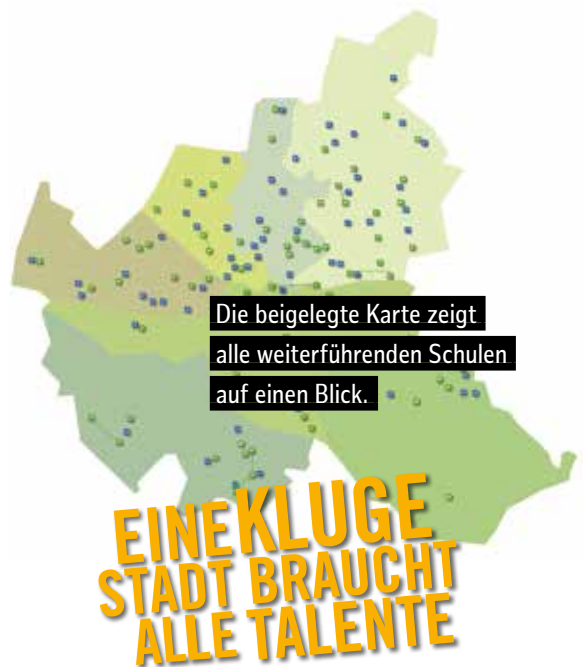 Die beigelegte Karte zeigt
alle weiterführenden Schulen
auf einen Blick.
EINE KLUGE
STADT BRAUCHT
ALLE TALENTE